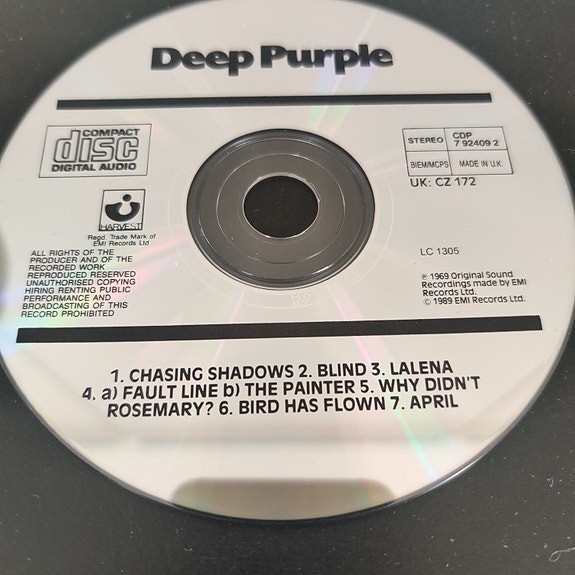 Deep Purple
COMPACT
disc
DIGITAL AUDIO
STEREO
CDP
7 92409 2
BIEM/MCPS
MADE IN U.K.
UK: CZ 172
HARVEST
Regd. Trade Mark of
EMI Records Ltd
LC 1305
ALL RIGHTS OF THE
PRODUCER AND OF THE
RECORDED WORK
REPRODUCED RESERVED
UNAUTHORISED COPYING
HIRING RENTING PUBLIC
PERFORMANCE AND
BROADCASTING OF THIS
RECORD PROHIBITED
℗ 1969 Original Sound
Recordings made by EMI
Records Ltd.
© 1989 EMI Records Ltd.
1. CHASING SHADOWS 2. BLIND 3. LALENA
4. a) FAULT LINE b) THE PAINTER 5. WHY DIDN'T
ROSEMARY? 6. BIRD HAS FLOWN 7. APRIL